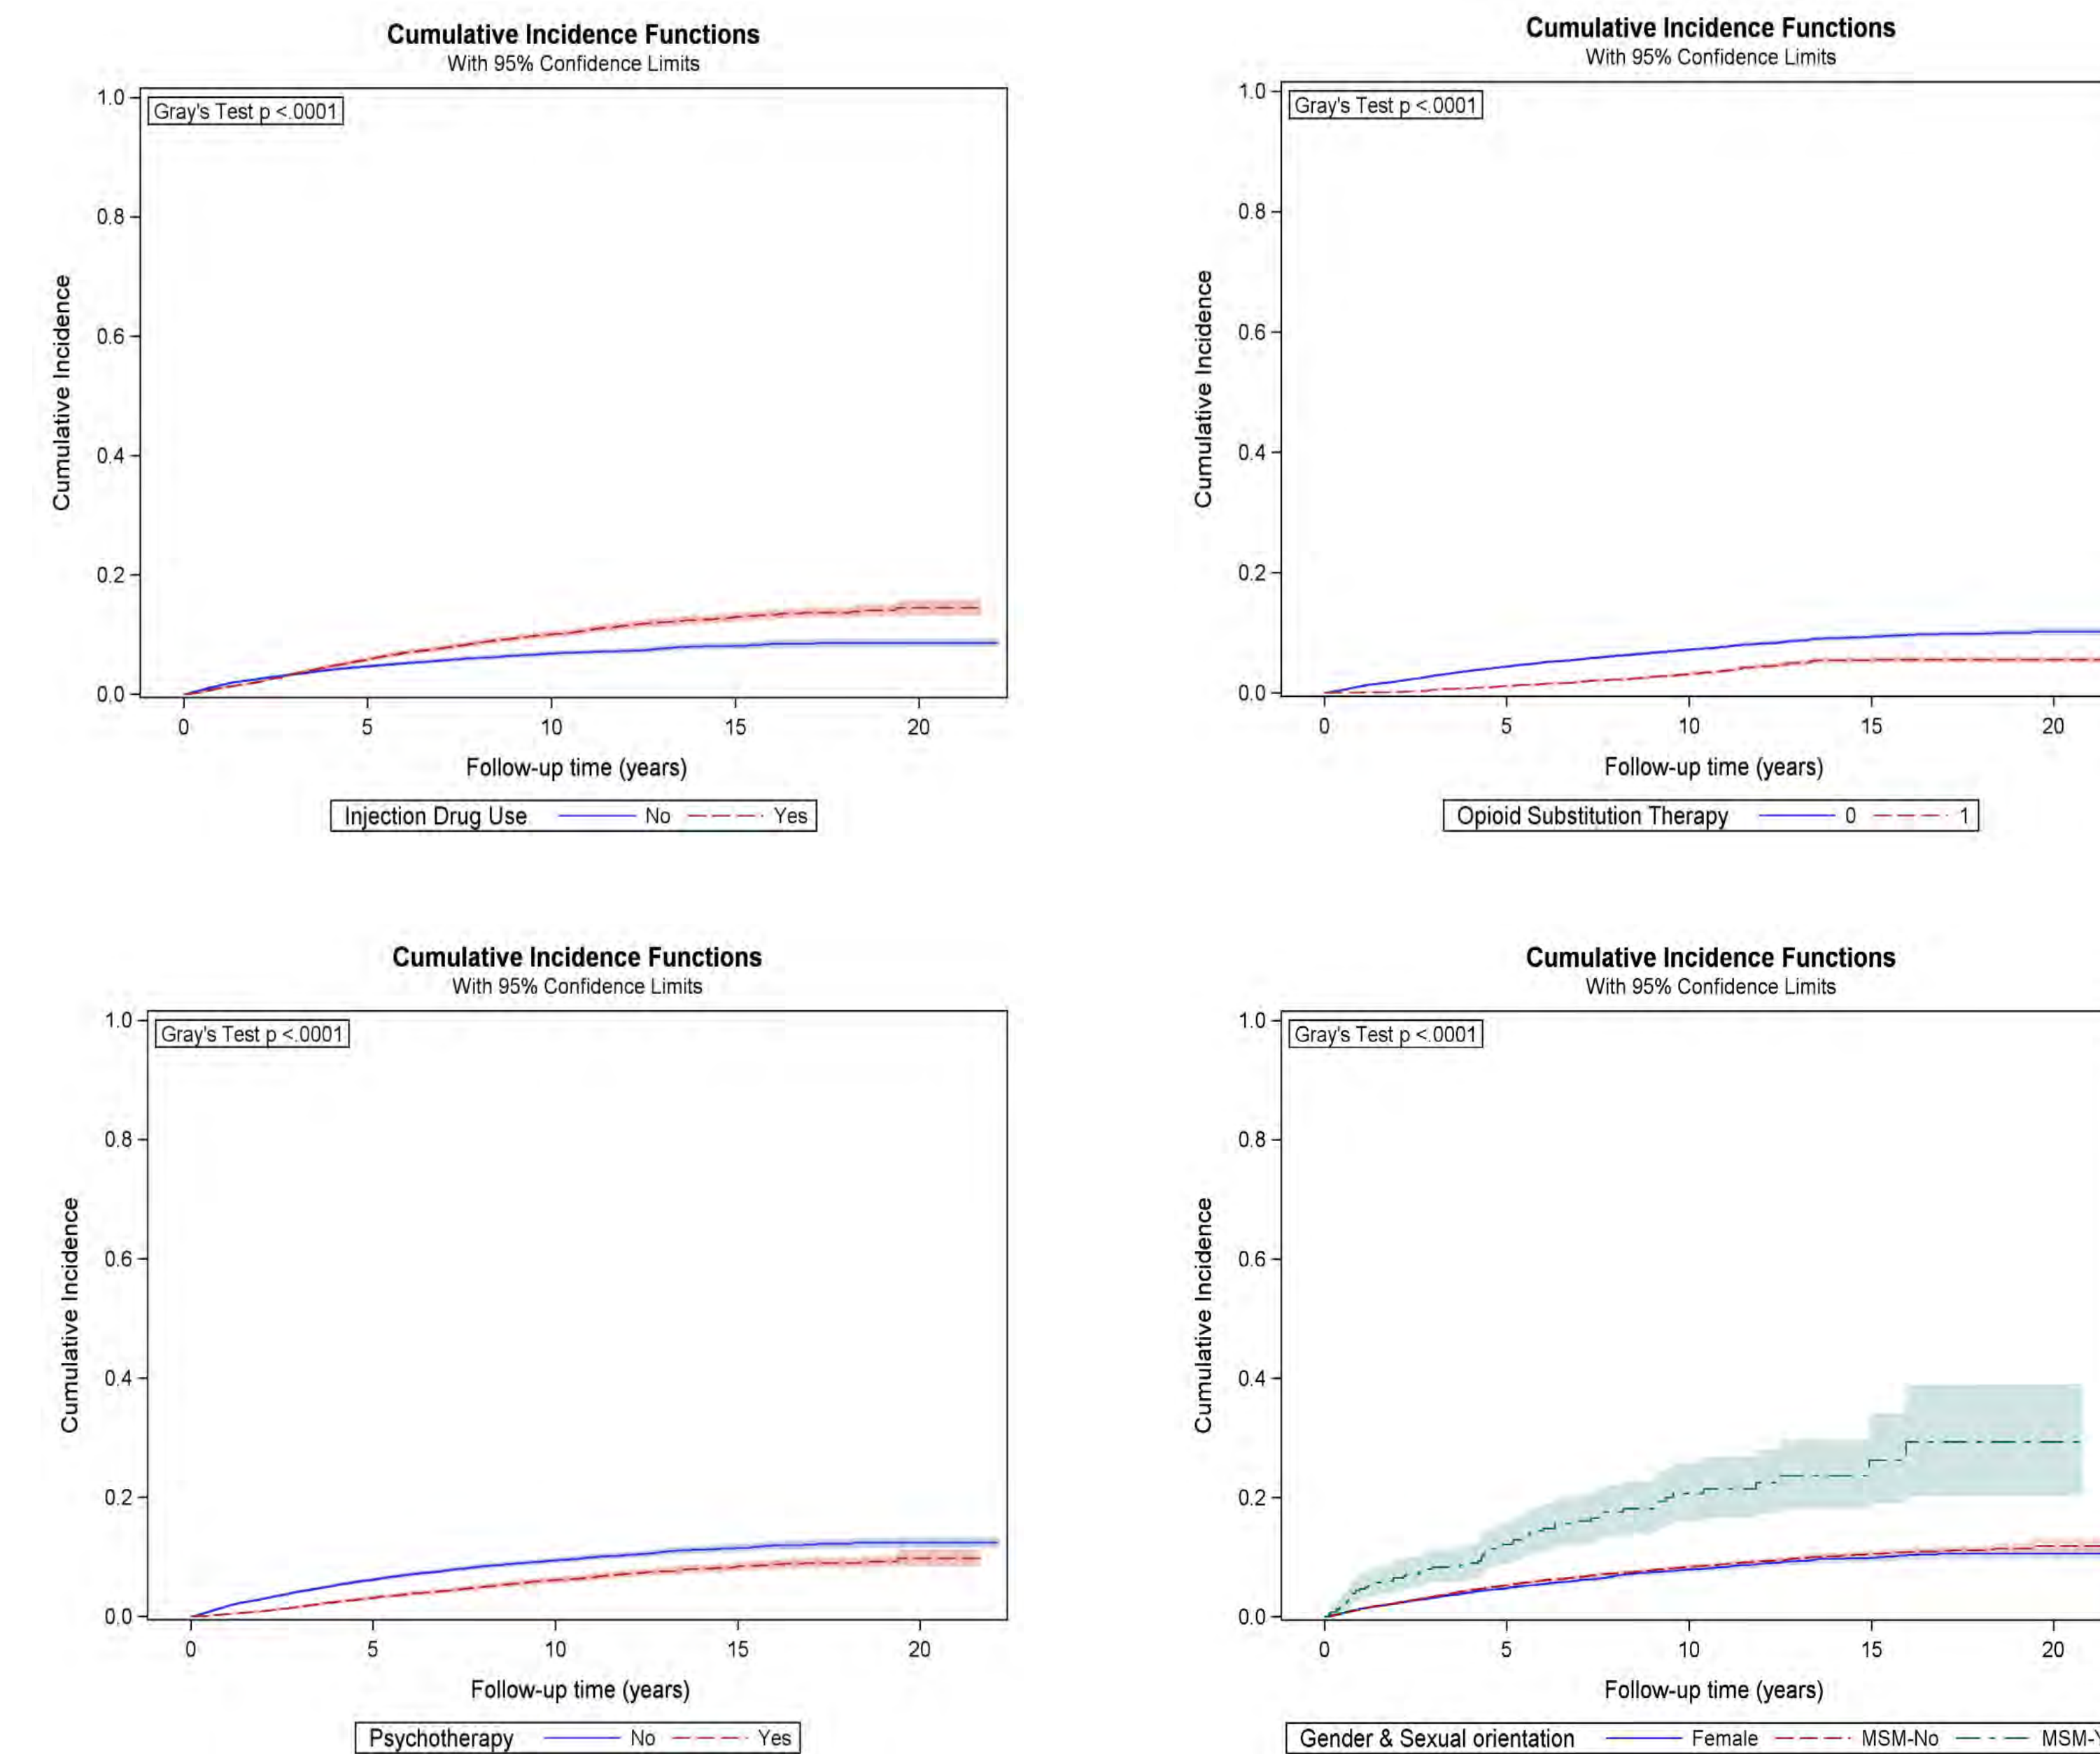 Cumulative Incidence Functions
With 95% Confidence Limits
Gray's Test p <.0001
1.0
0.8
0.6
0.4
0.2
0.0
Cumulative Incidence
0 5 10 15 20
Follow-up time (years)
Injection Drug Use No Yes
Cumulative Incidence Functions
With 95% Confidence Limits
Gray's Test p <.0001
1.0
0.8
0.6
0.4
0.2
0.0
Cumulative Incidence
0 5 10 15 20
Follow-up time (years)
Opioid Substitution Therapy 0 1
Cumulative Incidence Functions
With 95% Confidence Limits
Gray's Test p <.0001
1.0
0.8
0.6
0.4
0.2
0.0
Cumulative Incidence
0 5 10 15 20
Follow-up time (years)
Psychotherapy No Yes
Cumulative Incidence Functions
With 95% Confidence Limits
Gray's Test p <.0001
1.0
0.8
0.6
0.4
0.2
0.0
Cumulative Incidence
0 5 10 15 20
Follow-up time (years)
Gender & Sexual orientation Female MSM-No